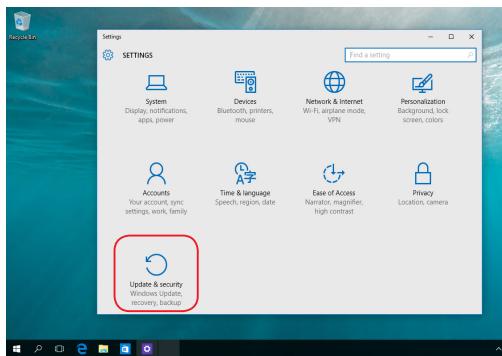 Recycle Bin
Settings
SETTINGS
Find a setting
System
Display, notifications,
apps, power
Devices
Bluetooth, printers,
mouse
Network & Internet
Wi-Fi, airplane mode,
VPN
Personalization
Background, lock
screen, colors
Accounts
Your account, sync
settings, work, family
Time & language
Speech, region, date
Ease of Access
Narrator, magnifier,
high contrast
Privacy
Location, camera
Update & security
Windows Update,
recovery, backup